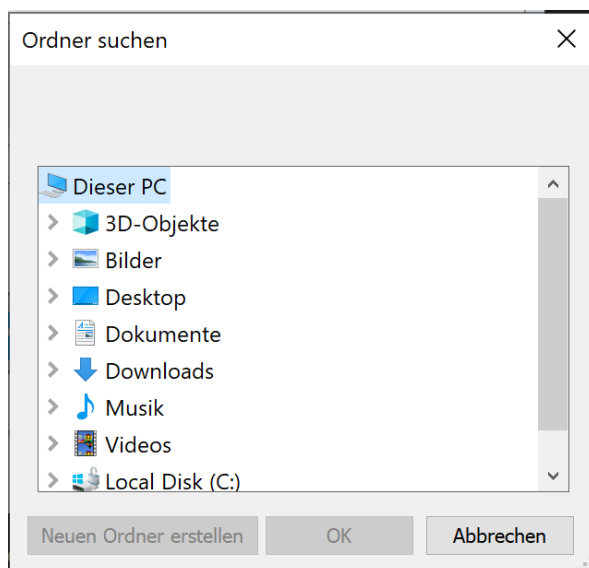 Ordner suchen
Dieser PC
3D-Objekte
Bilder
Desktop
Dokumente
Downloads
Musik
Videos
Local Disk (C:)
Neuen Ordner erstellen OK Abbrechen